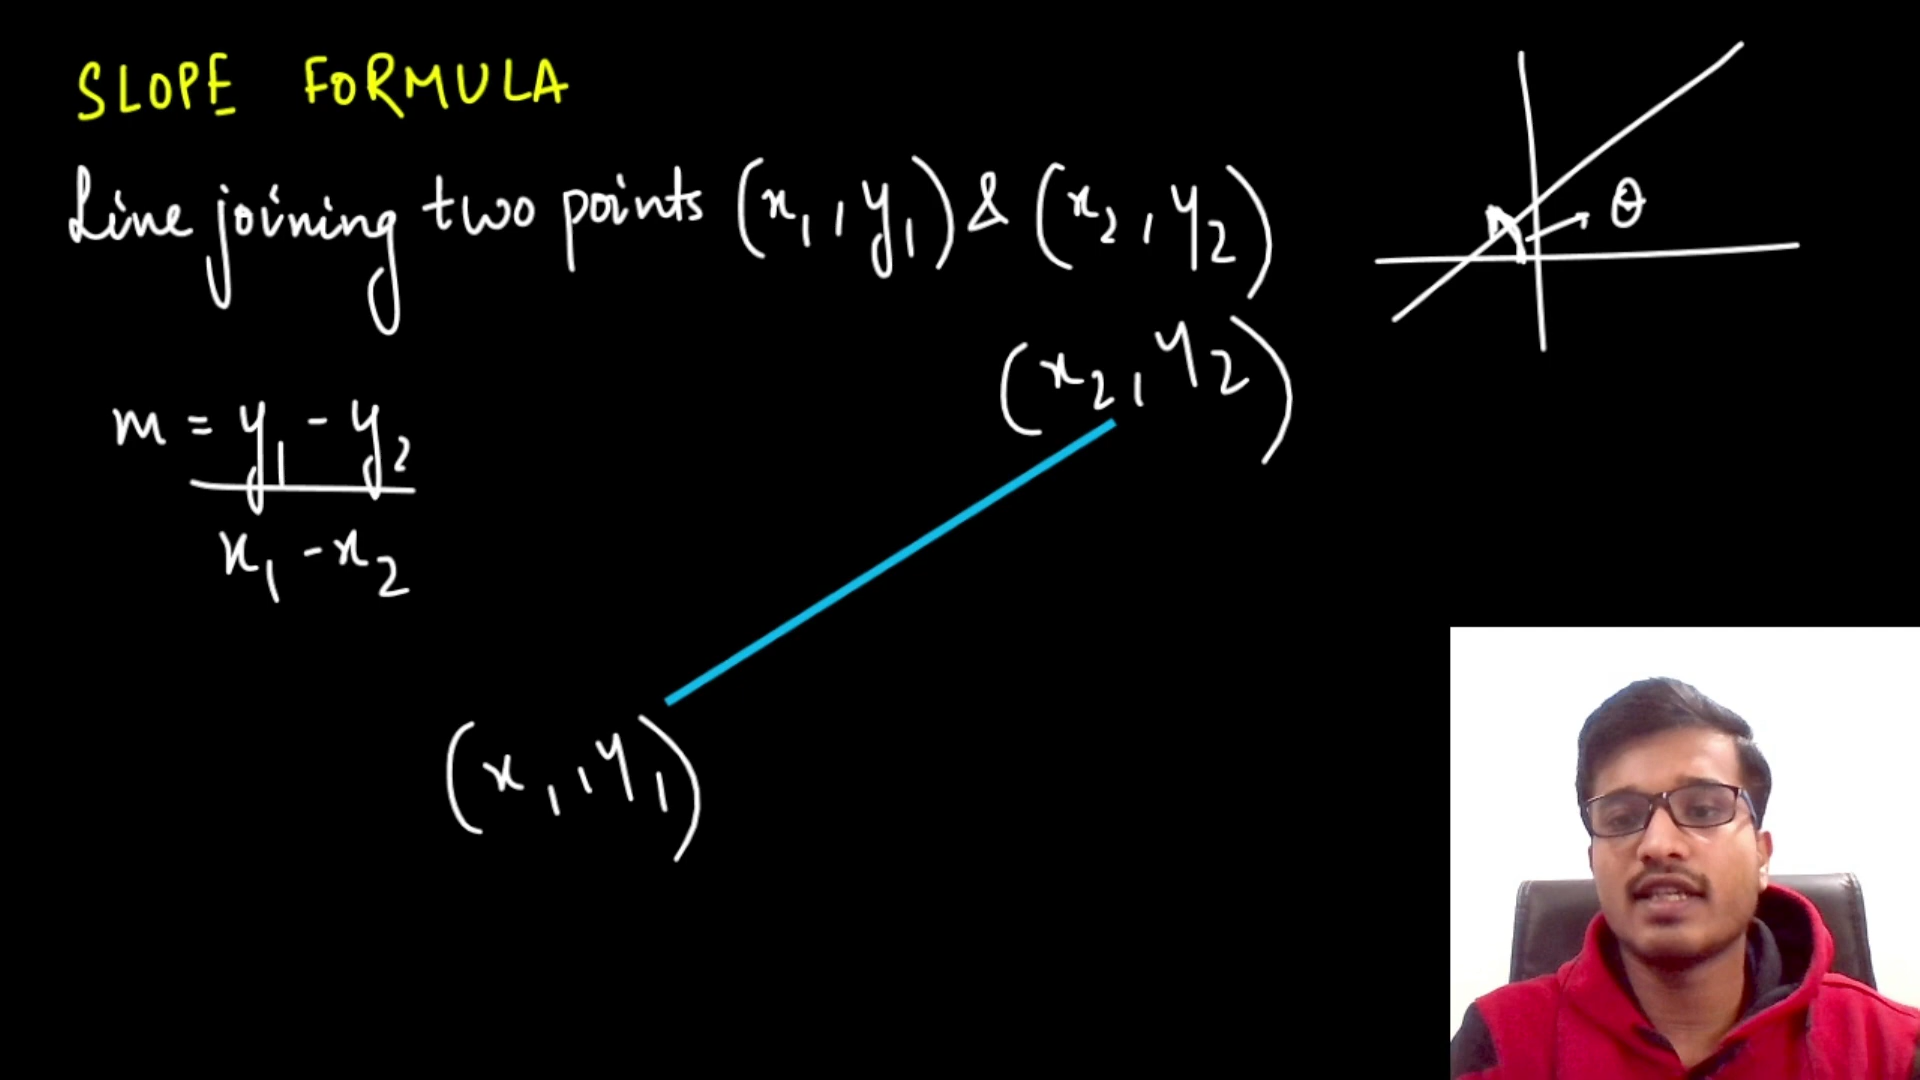 SLOPE FORMULA
Line joining two points (x₁, y₁) & (x₂, y₂)
θ
(x₂, y₂)
m = y₁ - y₂
x₁ - x₂
(x₁, y₁)